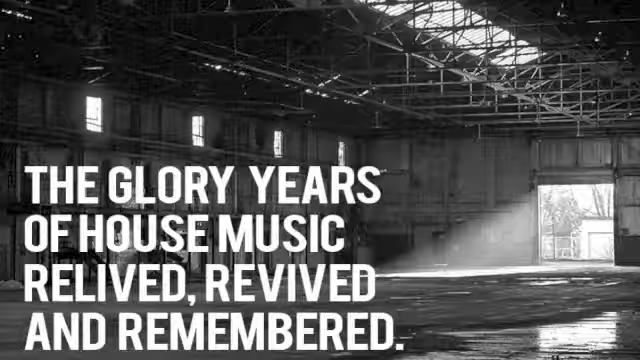 THE GLORY YEARS
OF HOUSE MUSIC
RELIVED, REVIVED
AND REMEMBERED.